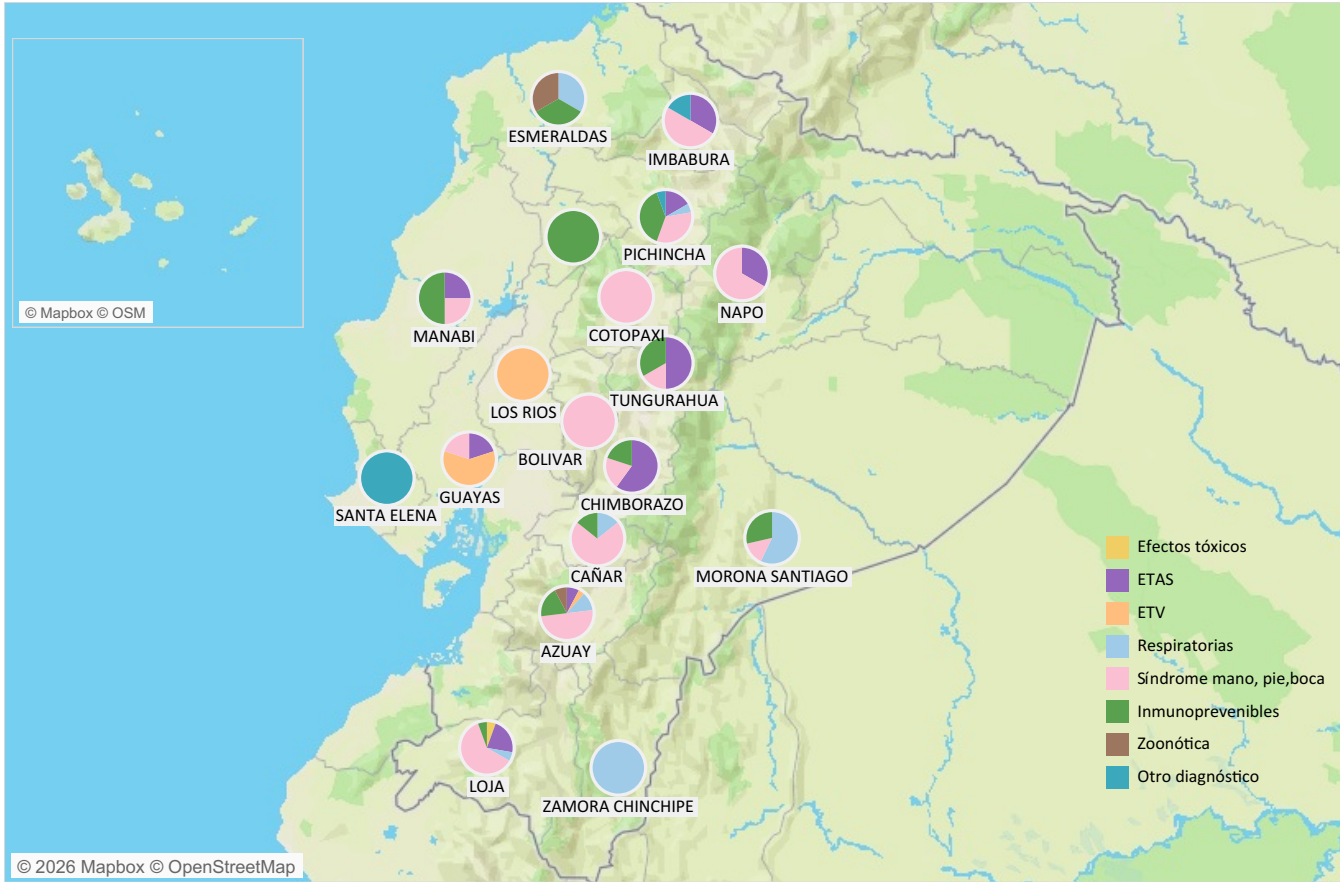 ESMERALDAS
IMBABURA
PICHINCHA
NAPO
© Mapbox © OSM
MANABI
COTOPAXI
LOS RIOS
TUNGURAHUA
BOLIVAR
GUAYAS
CHIMBORAZO
SANTA ELENA
CAÑAR
MORONA SANTIAGO
AZUAY
LOJA
ZAMORA CHINCHIPE
Efectos tóxicos
ETAS
ETV
Respiratorias
Síndrome mano, pie,boca
Inmunoprevenibles
Zoonótica
Otro diagnóstico
© 2026 Mapbox © OpenStreetMap